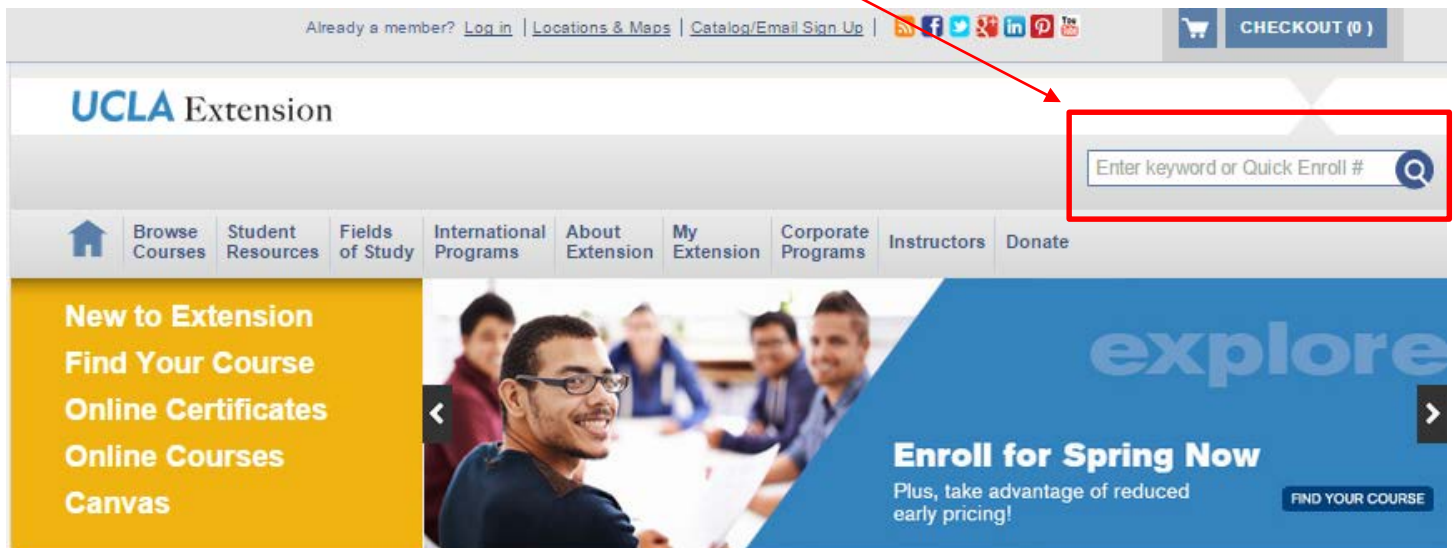 Already a member? Log in | Locations & Maps | Catalog/Email Sign Up |
You Tube
CHECKOUT (0 )
UCLA Extension
Enter keyword or Quick Enroll #
Browse Courses
Student Resources
Fields of Study
International Programs
About Extension
My Extension
Corporate Programs
Instructors
Donate
New to Extension
Find Your Course
Online Certificates
Online Courses
Canvas
explore
Enroll for Spring Now
Plus, take advantage of reduced
early pricing!
FIND YOUR COURSE